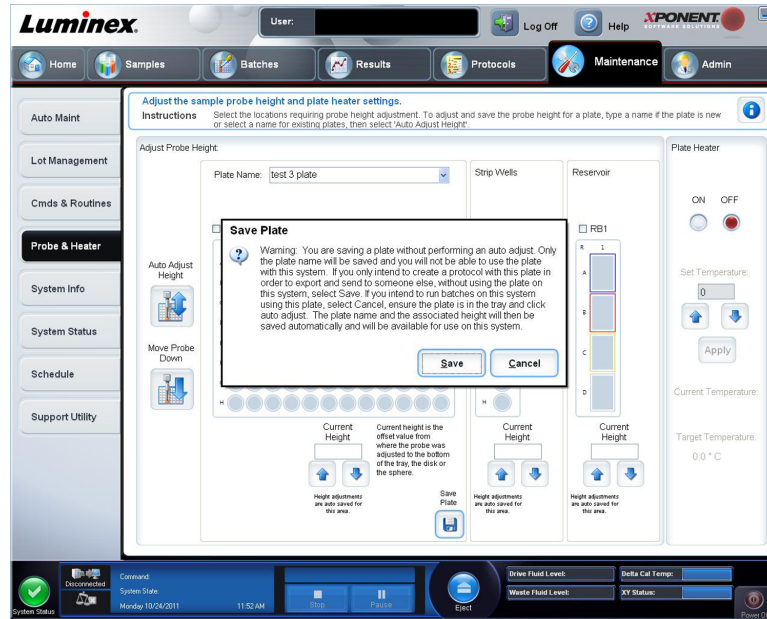 Luminex.
User:
Log Off
Help
XPONENT.
SOFTWARE SOLUTIONS
Home
Samples
Batches
Results
Protocols
Maintenance
Admin
Auto Maint
Lot Management
Cmds & Routines
Probe & Heater
System Info
System Status
Schedule
Support Utility
Adjust the sample probe height and plate heater settings.
Instructions
Select the locations requiring probe height adjustment. To adjust and save the probe height for a plate, type a name if the plate is new
or select a name for existing plates, then select 'Auto Adjust Height'.
Adjust Probe Height:
Plate Name: test 3 plate
Strip Wells
Reservoir
Plate Heater
RB1
R 1
A
B
C
D
ON OFF
Set Temperature:
0
Apply
Current Temperature:
Target Temperature:
0.0 ° C
Auto Adjust
Height
Move Probe
Down
Save Plate
Warning: You are saving a plate without performing an auto adjust. Only
the plate name will be saved and you will not be able to use the plate
with this system. If you only intend to create a protocol with this plate in
order to export and send to someone else, without using the plate on
this system, select Save. If you intend to run batches on this system
using this plate, select Cancel, ensure the plate is in the tray and click
auto adjust. The plate name and the associated height will then be
saved automatically and will be available for use on this system.
Save
Cancel
H
H
Current
Height
Current height is the
offset value from
where the probe was
adjusted to the bottom
of the tray, the disk or
the sphere.
Height adjustments
are auto saved for
this area.
Save
Plate
Current
Height
Height adjustments
are auto saved for
this area.
Current
Height
Height adjustments
are auto saved for
this area.
System Status
Disconnected
Command:
System State:
Monday 10/24/2011 11:52 AM
Stop
Pause
Eject
Drive Fluid Level:
Waste Fluid Level:
Delta Cal Temp:
XY Status: